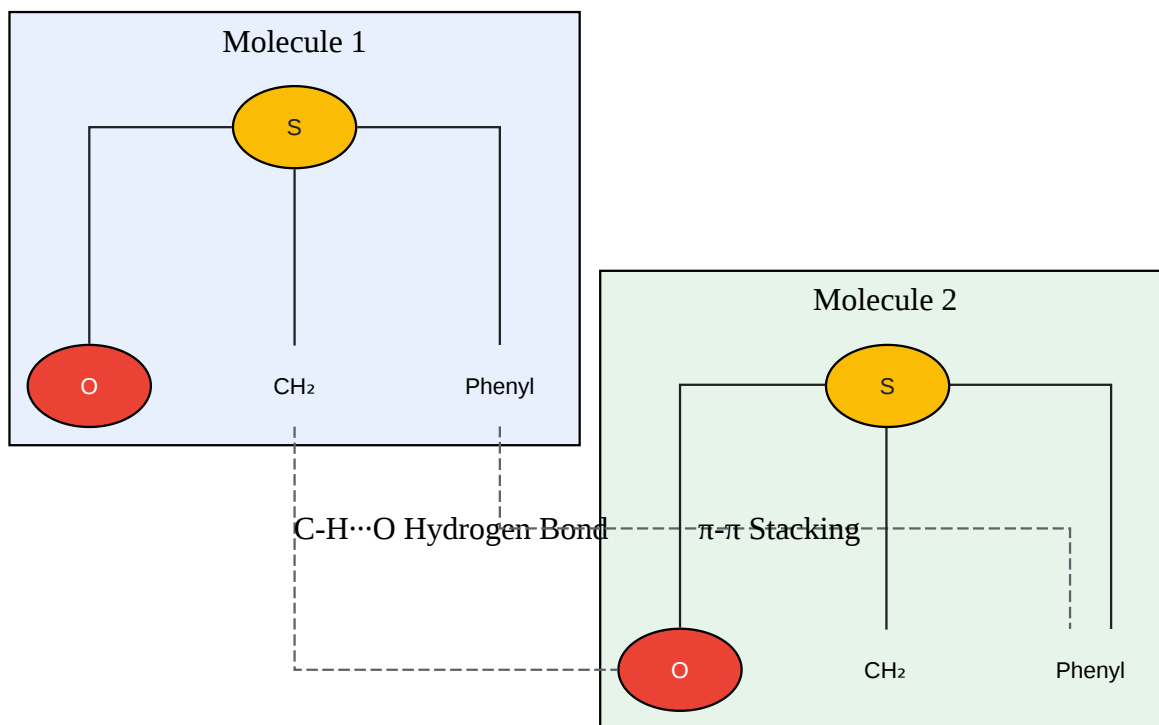 Molecule 1
S
O
CH₂
Phenyl
Molecule 2
S
C-H···O Hydrogen Bond
π-π Stacking
O
CH₂
Phenyl